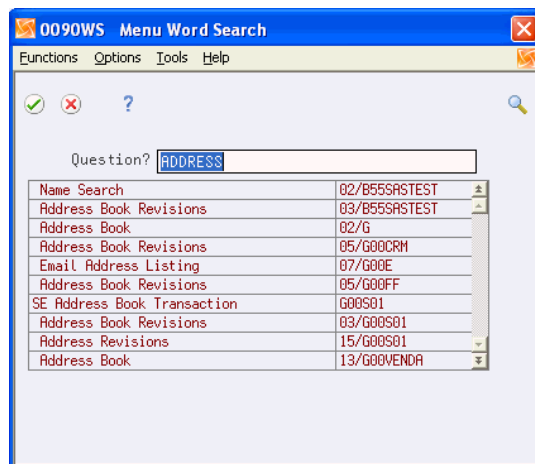 0090WS Menu Word Search
Functions Options Tools Help
?
Question? ADDRESS
Name Search 02/B55SASTEST
Address Book Revisions 03/B55SASTEST
Address Book 02/G
Address Book Revisions 05/G00CRM
Email Address Listing 07/G00E
Address Book Revisions 05/G00FF
SE Address Book Transaction G00S01
Address Book Revisions 03/G00S01
Address Revisions 15/G00S01
Address Book 13/G00VENDA